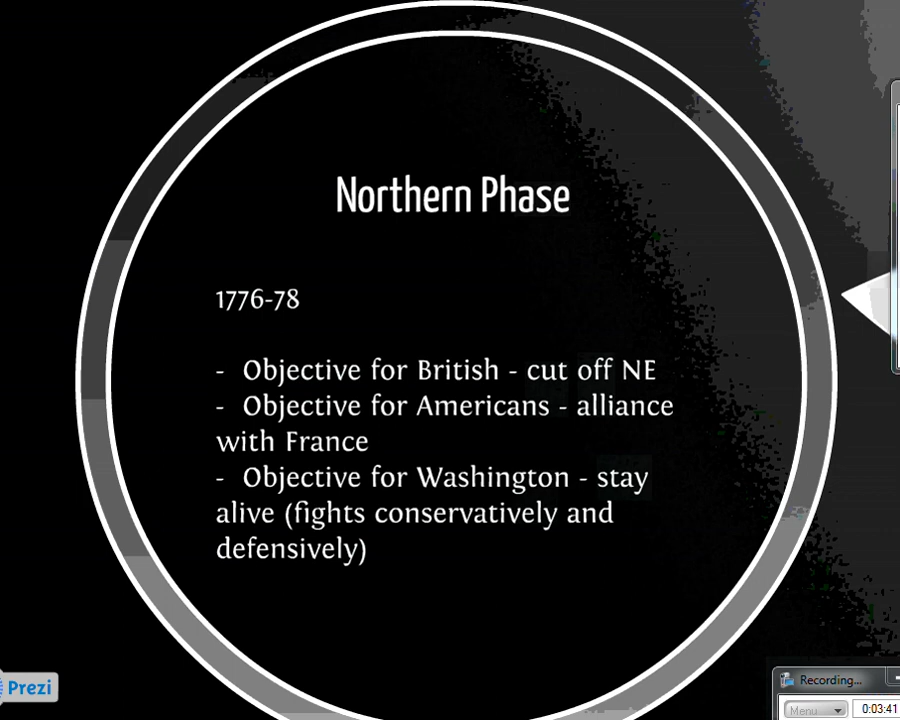 Northern Phase
1776-78
- Objective for British - cut off NE
- Objective for Americans - alliance
with France
- Objective for Washington - stay
alive (fights conservatively and
defensively)
Prezi
Recording...
Menu
0:03:41